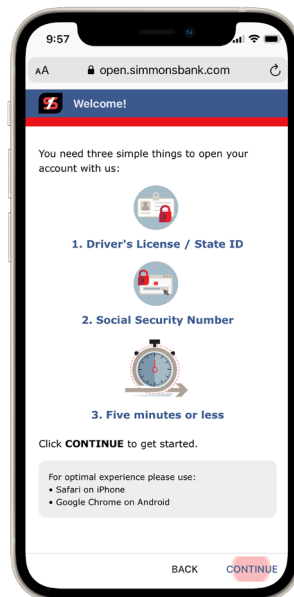 9:57
AA open.simmonsbank.com
Welcome!
You need three simple things to open your
account with us:
1. Driver's License / State ID
2. Social Security Number
3. Five minutes or less
Click CONTINUE to get started.
For optimal experience please use:
• Safari on iPhone
• Google Chrome on Android
BACK CONTINUE